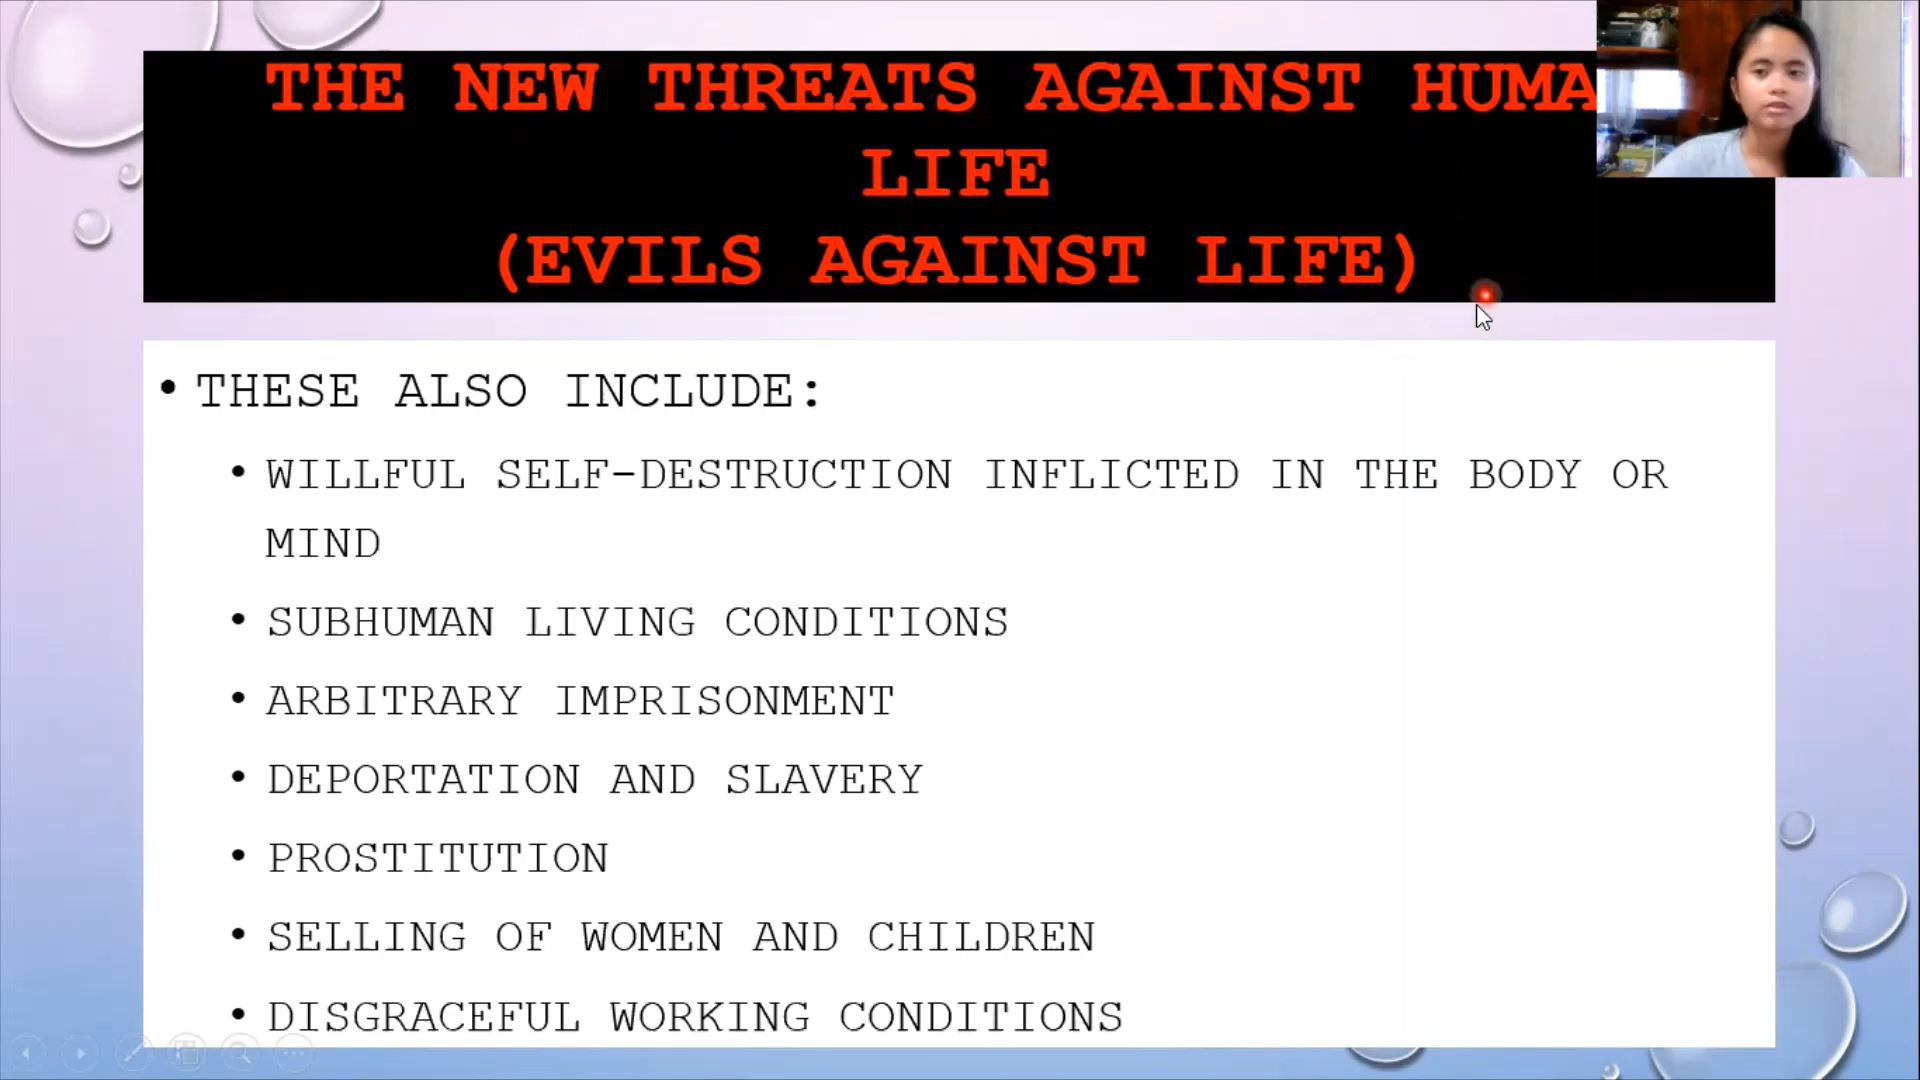 THE NEW THREATS AGAINST HUMA
LIFE
(EVILS AGAINST LIFE)
• THESE ALSO INCLUDE:
• WILLFUL SELF-DESTRUCTION INFLICTED IN THE BODY OR
MIND
• SUBHUMAN LIVING CONDITIONS
• ARBITRARY IMPRISONMENT
• DEPORTATION AND SLAVERY
• PROSTITUTION
• SELLING OF WOMEN AND CHILDREN
• DISGRACEFUL WORKING CONDITIONS